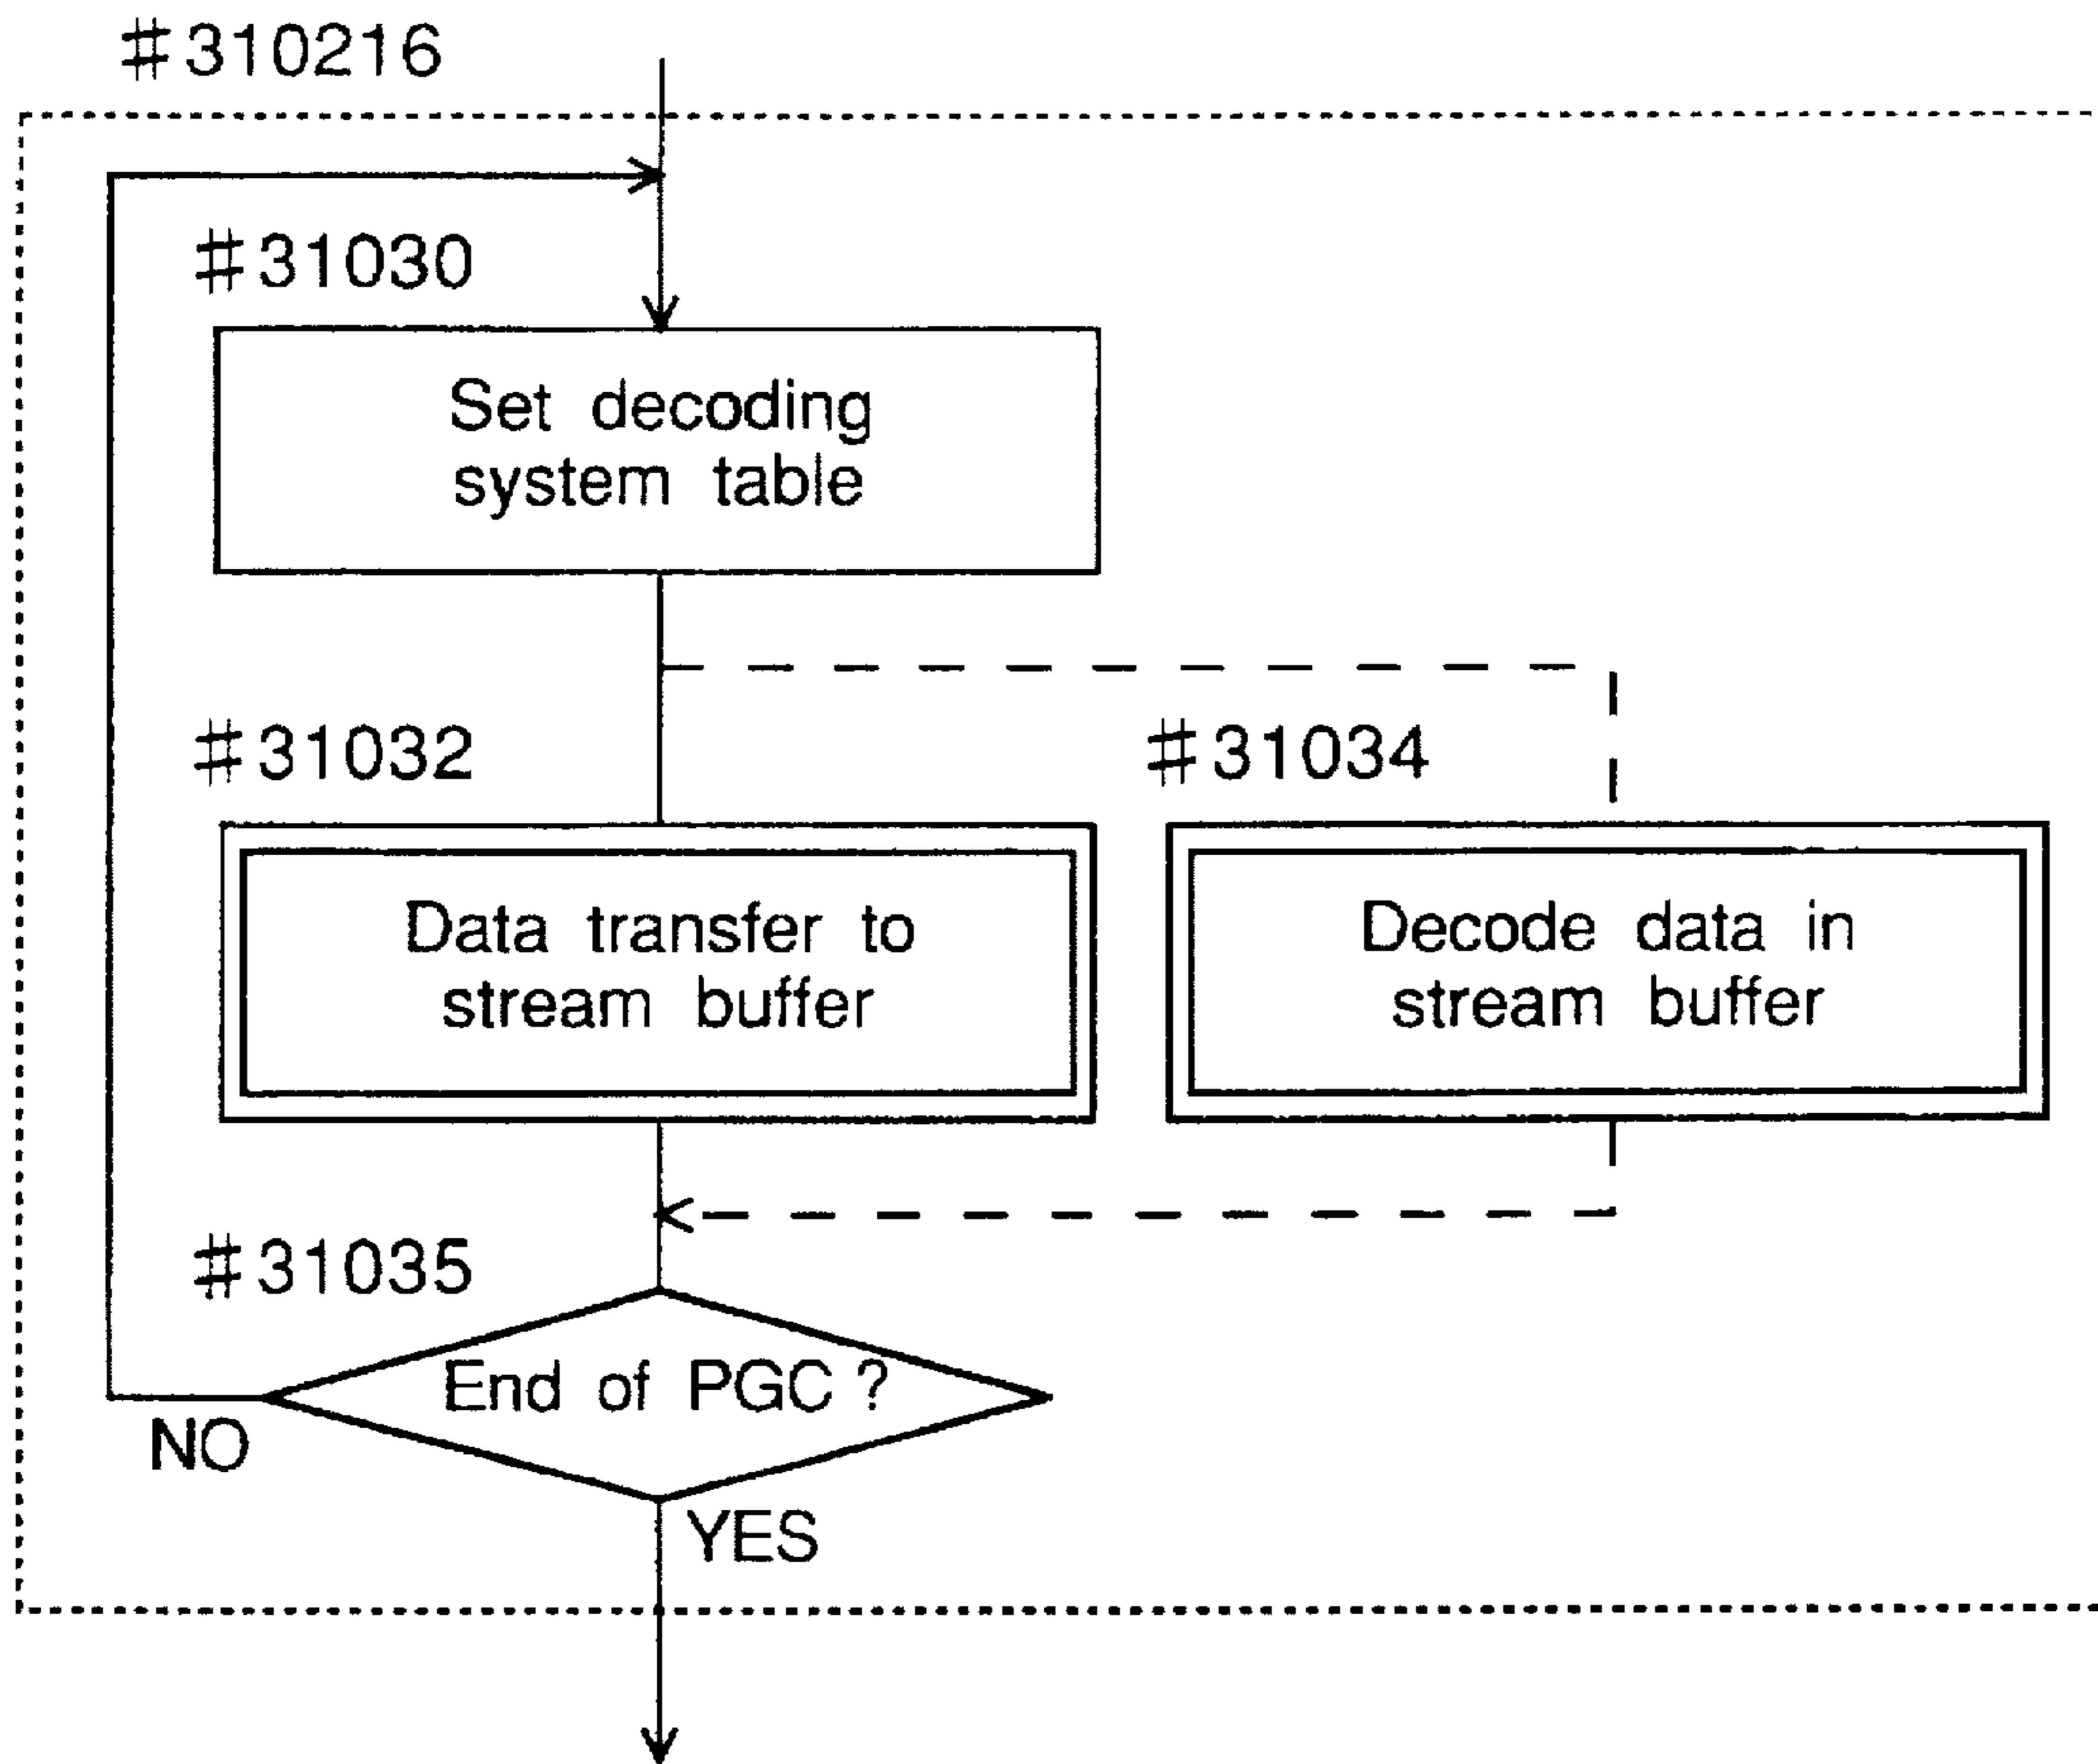 #310216
#31030
Set decoding
system table
#31032
#31034
Data transfer to
stream buffer
Decode data in
stream buffer
#31035
End of PGC ?
NO
YES